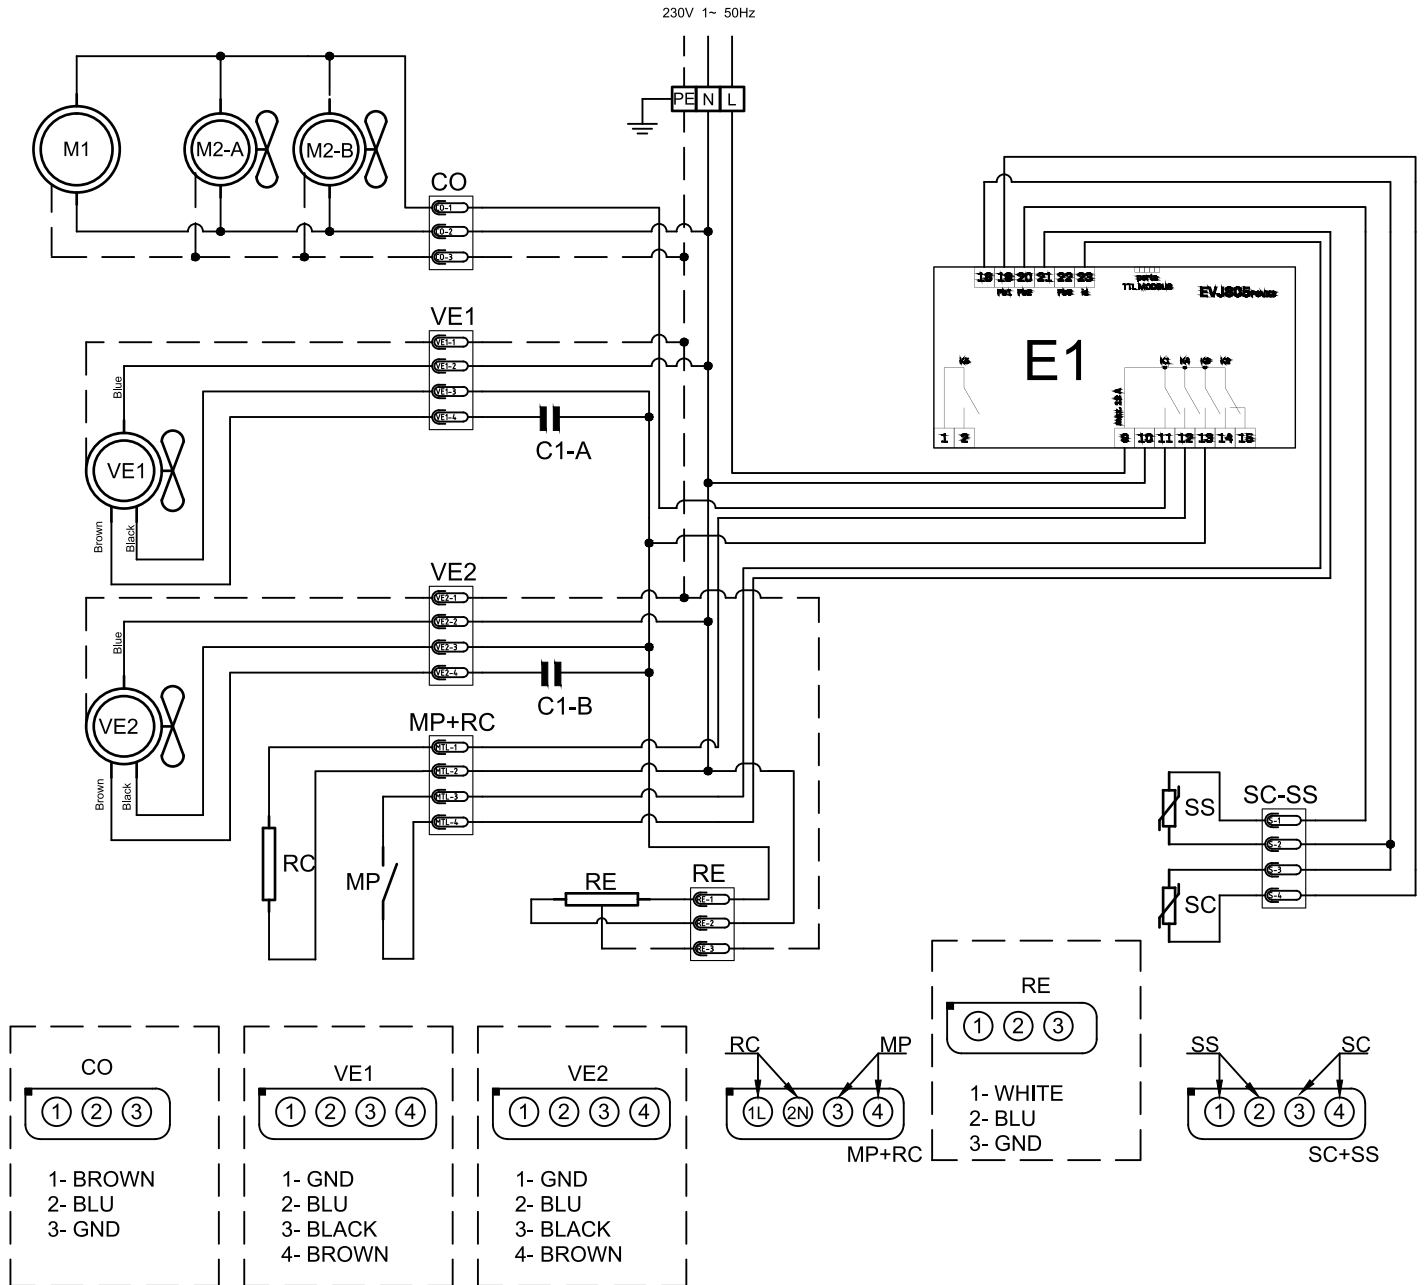 230V 1~ 50Hz
PE N L
M1
M2-A
M2-B
CO
CO-1
CO-2
CO-3
VE1
VE1-1
VE1-2
VE1-3
VE1-4
Blue
VE1
Brown
Black
C1-A
18 19 20 21 22 23
TTL MODBUS
EVJ805
E1
1 2
9 10 11 12 13 14 15
VE2
VE2-1
VE2-2
VE2-3
VE2-4
Blue
VE2
Brown
Black
C1-B
MP+RC
MTL-1
MTL-2
MTL-3
MTL-4
RC
MP
RE
RE
RE-1
RE-2
RE-3
SS
SC
SC-SS
S-1
S-2
S-3
S-4
CO
1 2 3
1- BROWN
2- BLU
3- GND
VE1
1 2 3 4
1- GND
2- BLU
3- BLACK
4- BROWN
VE2
1 2 3 4
1- GND
2- BLU
3- BLACK
4- BROWN
RC MP
1L 2N 3 4
MP+RC
RE
1 2 3
1- WHITE
2- BLU
3- GND
SS SC
1 2 3 4
SC+SS